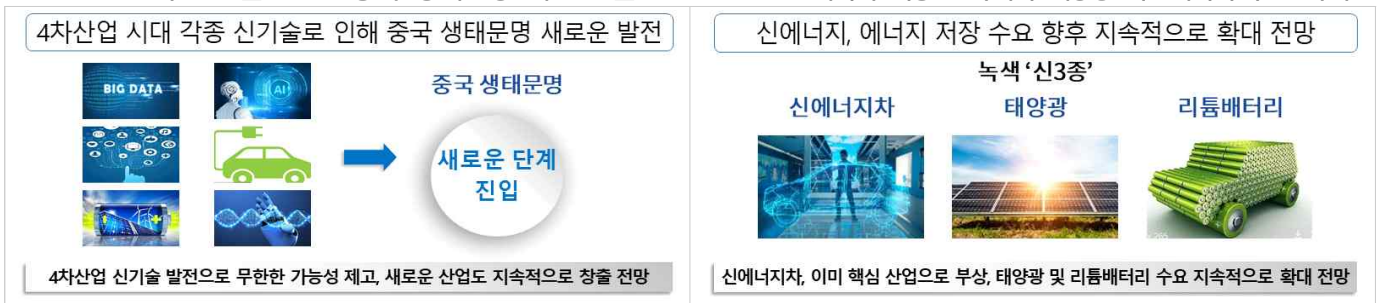 4차산업 시대 각종 신기술로 인해 중국 생태문명 새로운 발전
BIG DATA
AI
중국 생태문명
새로운 단계
진입
4차산업 신기술 발전으로 무한한 가능성 제고, 새로운 산업도 지속적으로 창출 전망
신에너지, 에너지 저장 수요 향후 지속적으로 확대 전망
녹색 ‘신3종’
신에너지차 태양광 리튬배터리
신에너지차, 이미 핵심 산업으로 부상, 태양광 및 리튬배터리 수요 지속적으로 확대 전망